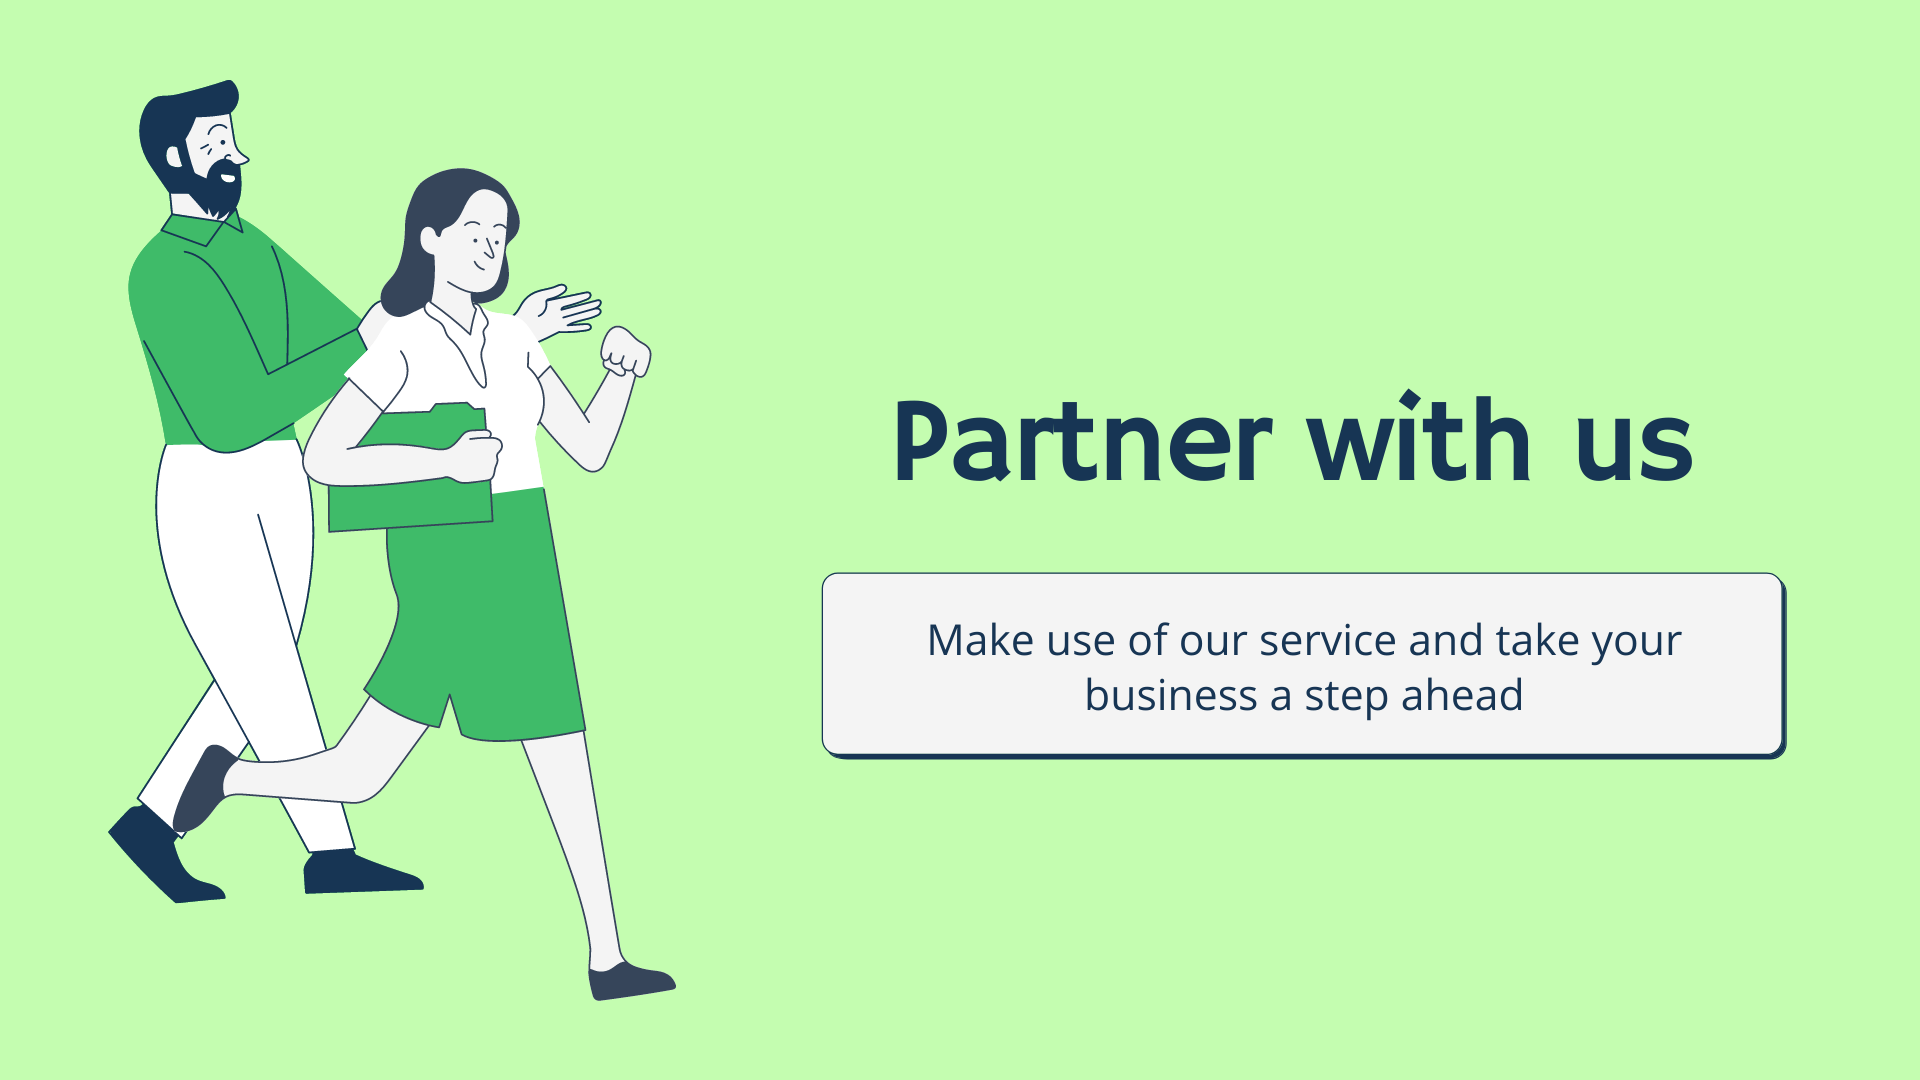 Partner with us
Make use of our service and take your
business a step ahead